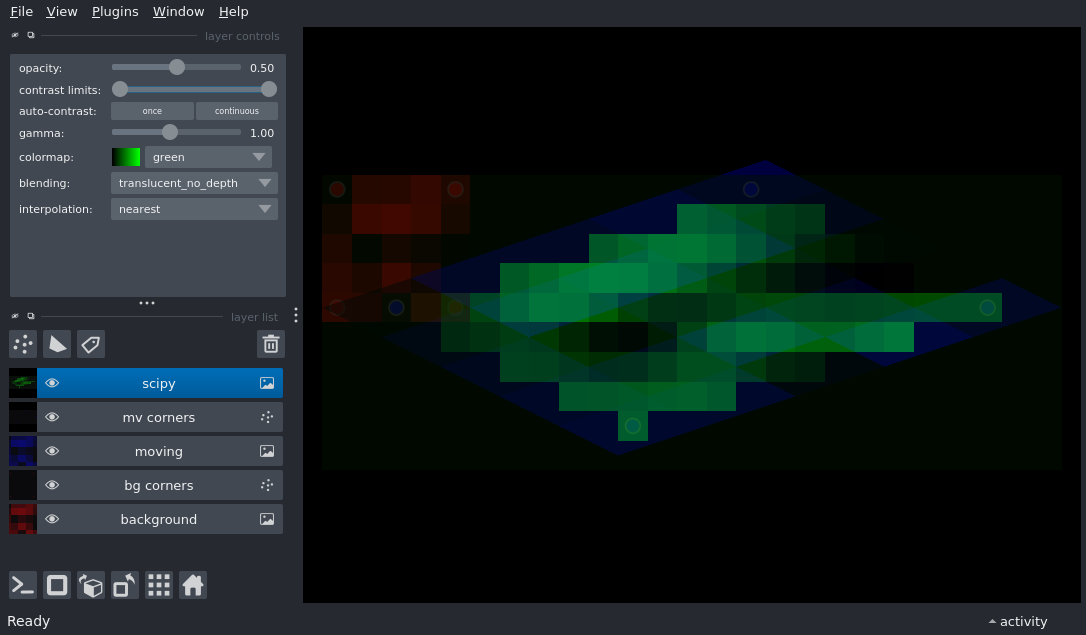 File View Plugins Window Help
layer controls
opacity: 0.50
contrast limits:
auto-contrast: once continuous
gamma: 1.00
colormap: green
blending: translucent_no_depth
interpolation: nearest
layer list
scipy
mv corners
moving
bg corners
background
Ready
activity